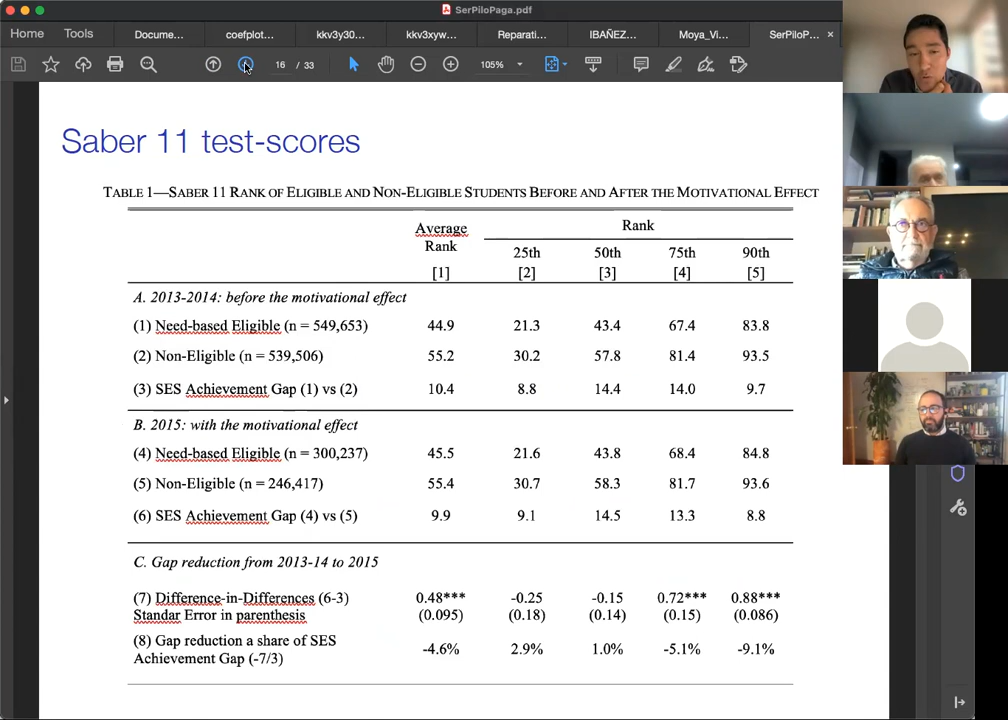 SerPiloPaga.pdf
Home Tools Docume... coefplot... kkv3y30... kkv3xyw... Reparati... IBAÑEZ... Moya_Vi... SerPiloP... ×
16 / 33 105%
Saber 11 test-scores
TABLE 1—SABER 11 RANK OF ELIGIBLE AND NON-ELIGIBLE STUDENTS BEFORE AND AFTER THE MOTIVATIONAL EFFECT
Average Rank
Rank
25th 50th 75th 90th
[1] [2] [3] [4] [5]
A. 2013-2014: before the motivational effect
(1) Need-based Eligible (n = 549,653) 44.9 21.3 43.4 67.4 83.8
(2) Non-Eligible (n = 539,506) 55.2 30.2 57.8 81.4 93.5
(3) SES Achievement Gap (1) vs (2) 10.4 8.8 14.4 14.0 9.7
B. 2015: with the motivational effect
(4) Need-based Eligible (n = 300,237) 45.5 21.6 43.8 68.4 84.8
(5) Non-Eligible (n = 246,417) 55.4 30.7 58.3 81.7 93.6
(6) SES Achievement Gap (4) vs (5) 9.9 9.1 14.5 13.3 8.8
C. Gap reduction from 2013-14 to 2015
(7) Difference-in-Differences (6-3) 0.48*** -0.25 -0.15 0.72*** 0.88***
Standar Error in parenthesis (0.095) (0.18) (0.14) (0.15) (0.086)
(8) Gap reduction a share of SES
Achievement Gap (-7/3) -4.6% 2.9% 1.0% -5.1% -9.1%